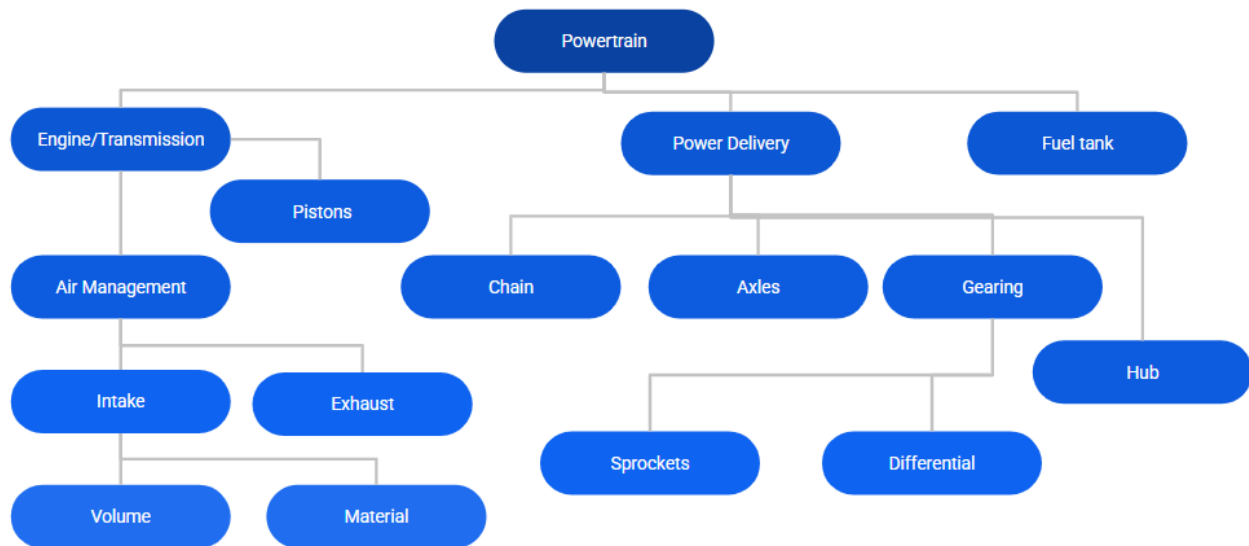 Powertrain
Engine/Transmission
Power Delivery
Fuel tank
Pistons
Air Management
Chain
Axles
Gearing
Hub
Intake
Exhaust
Sprockets
Differential
Volume
Material